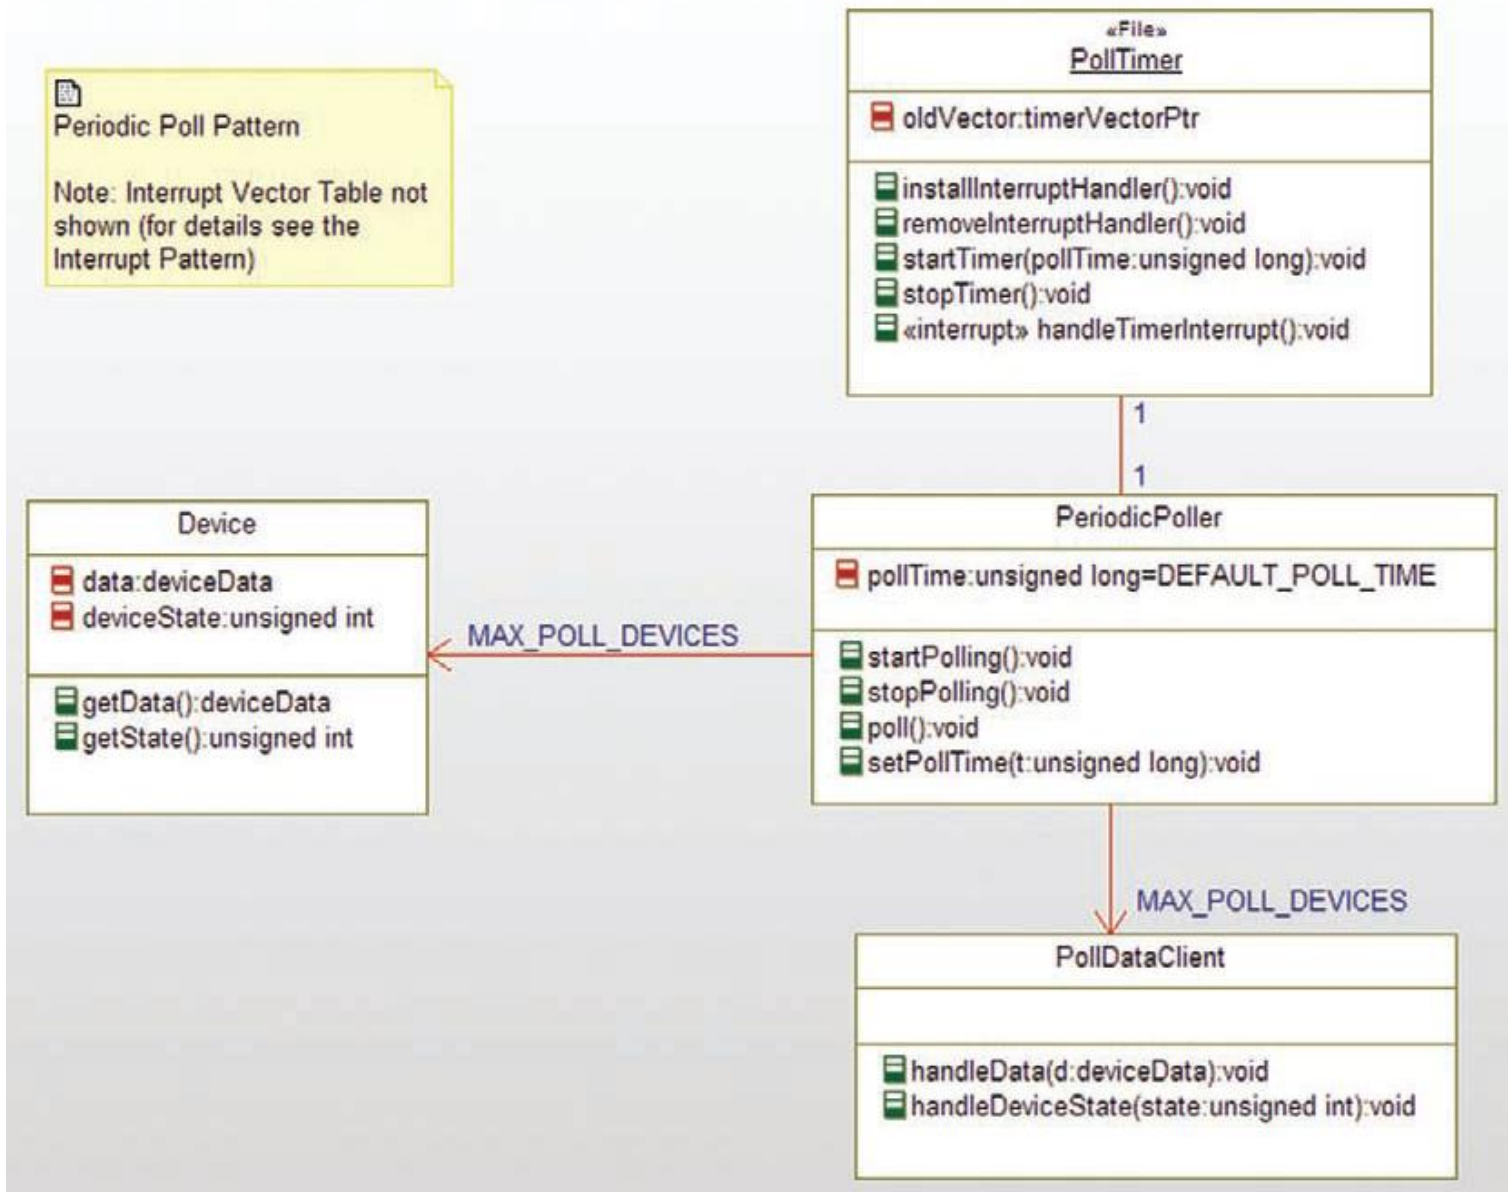 Periodic Poll Pattern
Note: Interrupt Vector Table not
shown (for details see the
Interrupt Pattern)
«File»
PollTimer
oldVector:timerVectorPtr
installInterruptHandler():void
removeInterruptHandler():void
startTimer(pollTime:unsigned long):void
stopTimer():void
«interrupt» handleTimerInterrupt():void
1
1
Device
data:deviceData
deviceState:unsigned int
getData():deviceData
getState():unsigned int
MAX_POLL_DEVICES
PeriodicPoller
pollTime:unsigned long=DEFAULT_POLL_TIME
startPolling():void
stopPolling():void
poll():void
setPollTime(t:unsigned long):void
MAX_POLL_DEVICES
PollDataClient
handleData(d:deviceData):void
handleDeviceState(state:unsigned int):void